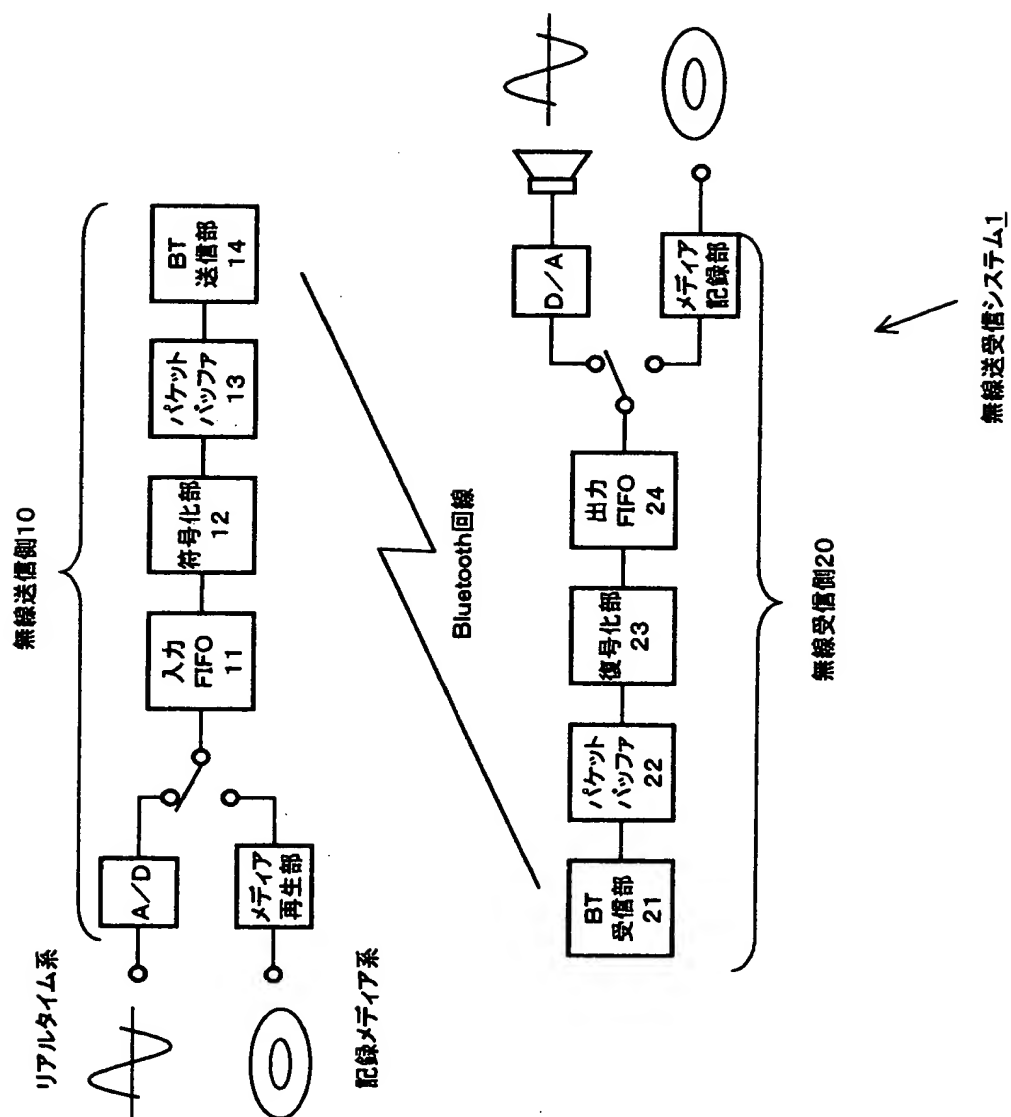 無線送信側10
リアルタイム系
記録メディア系
A/D
メディア
再生部
入力
FIFO
11
符号化部
12
パケット
バッファ
13
BT
送信部
14
Bluetooth回線
BT
受信部
21
パケット
バッファ
22
復号化部
23
出力
FIFO
24
D/A
メディア
記録部
無線受信側20
無線送受信システム1